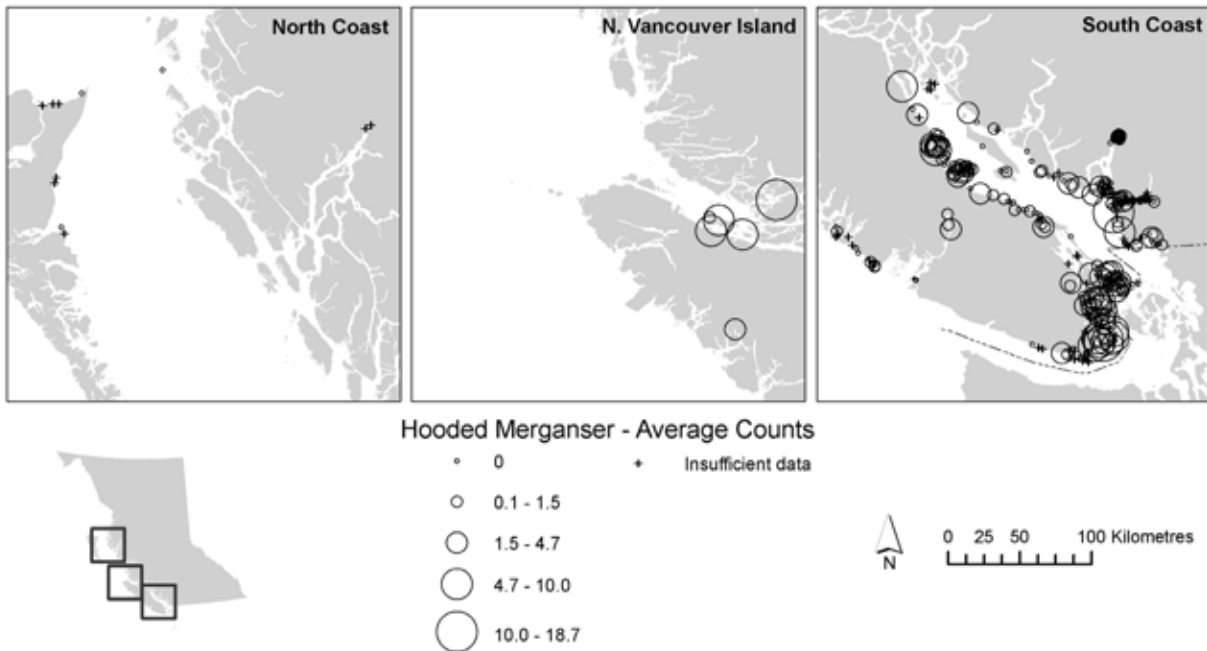 North Coast
N. Vancouver Island
South Coast
Hooded Merganser - Average Counts
0
Insufficient data
0.1 - 1.5
1.5 - 4.7
4.7 - 10.0
10.0 - 18.7
N
0 25 50 100 Kilometres